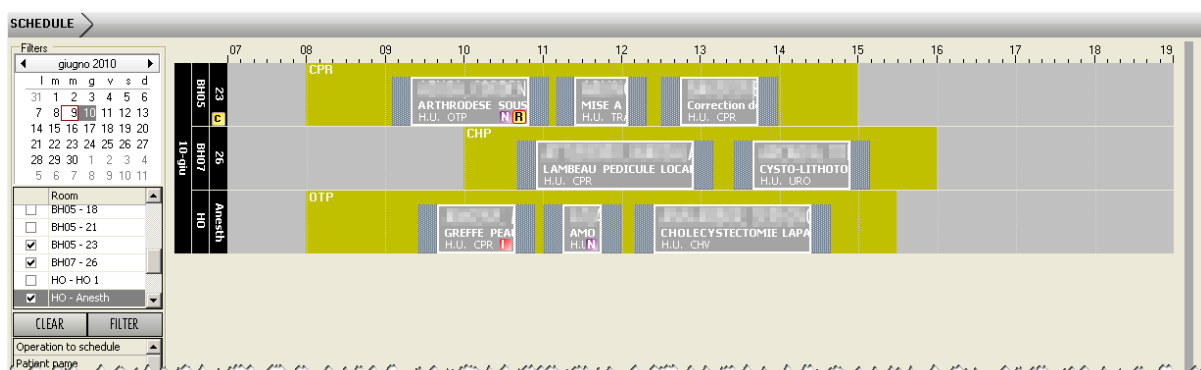 SCHEDULE
Filters
giugno 2010
l m m g v s d
31 1 2 3 4 5 6
7 8 9 10 11 12 13
14 15 16 17 18 19 20
21 22 23 24 25 26 27
28 29 30 1 2 3 4
5 6 7 8 9 10 11
Room
BH05 - 18
BH05 - 21
BH05 - 23
BH07 - 26
HO - HO 1
HO - Anesth
CLEAR FILTER
Operation to schedule
Patient name
07 08 09 10 11 12 13 14 15 16 17 18 19
10-giu
BH05 23 C
CPR
ARTHRODESE SOUS
H.U. OTP N R
MISE A
H.U. TRA
Correction d
H.U. CPR
BH07 26
CHP
LAMBEAU PEDICULE LOCA
H.U. CPR
CYSTO-LITHOTO
H.U. URO
HO Anesth
OTP
GREFFE PEA
H.U. CPR I
AMO
H.U. N
CHOLECYSTECTOMIE LAPA
H.U. CHV